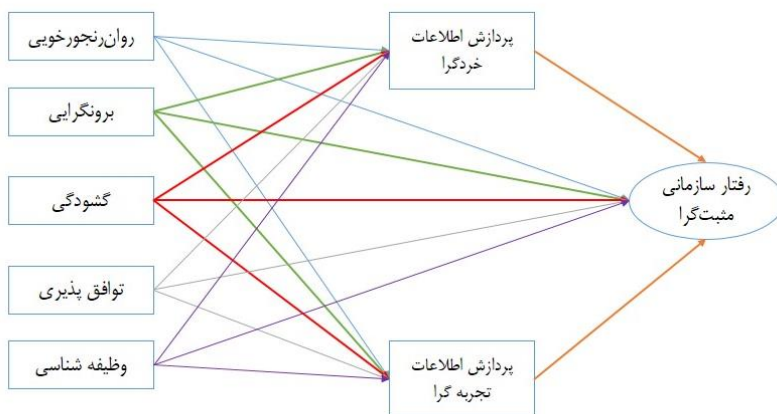 روان‌رنجورخویی
برونگرایی
گشودگی
توافق پذیری
وظیفه شناسی
پردازش اطلاعات
خردگرا
پردازش اطلاعات
تجربه گرا
رفتار سازمانی
مثبت‌گرا